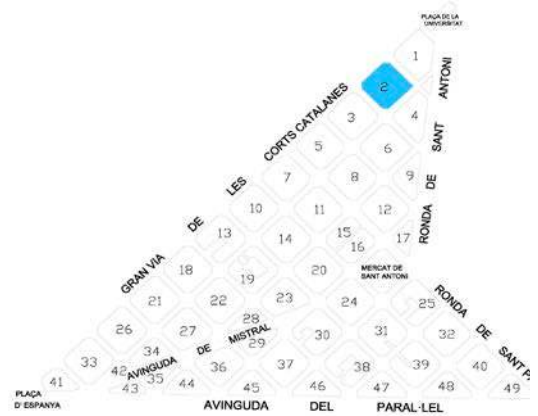 PLAÇA DE LA
UNIVERSITAT
1
2
3
4
ANTONI
SANT
DE
RONDA
GRAN VIA
DE
LES
CORTS CATALANES
5
6
7
8
9
10
11
12
13
14
15
16
17
MERCAT DE
SANT ANTONI
18
19
20
21
22
23
24
25
RONDA
DE
SANT
26
27
28
29
30
31
32
33
34
AVINGUDA
DE
MISTRAL
35
36
37
38
39
40
41
42
43
44
45
46
47
48
49
PLAÇA
D' ESPANYA
AVINGUDA DEL PARAL·LEL